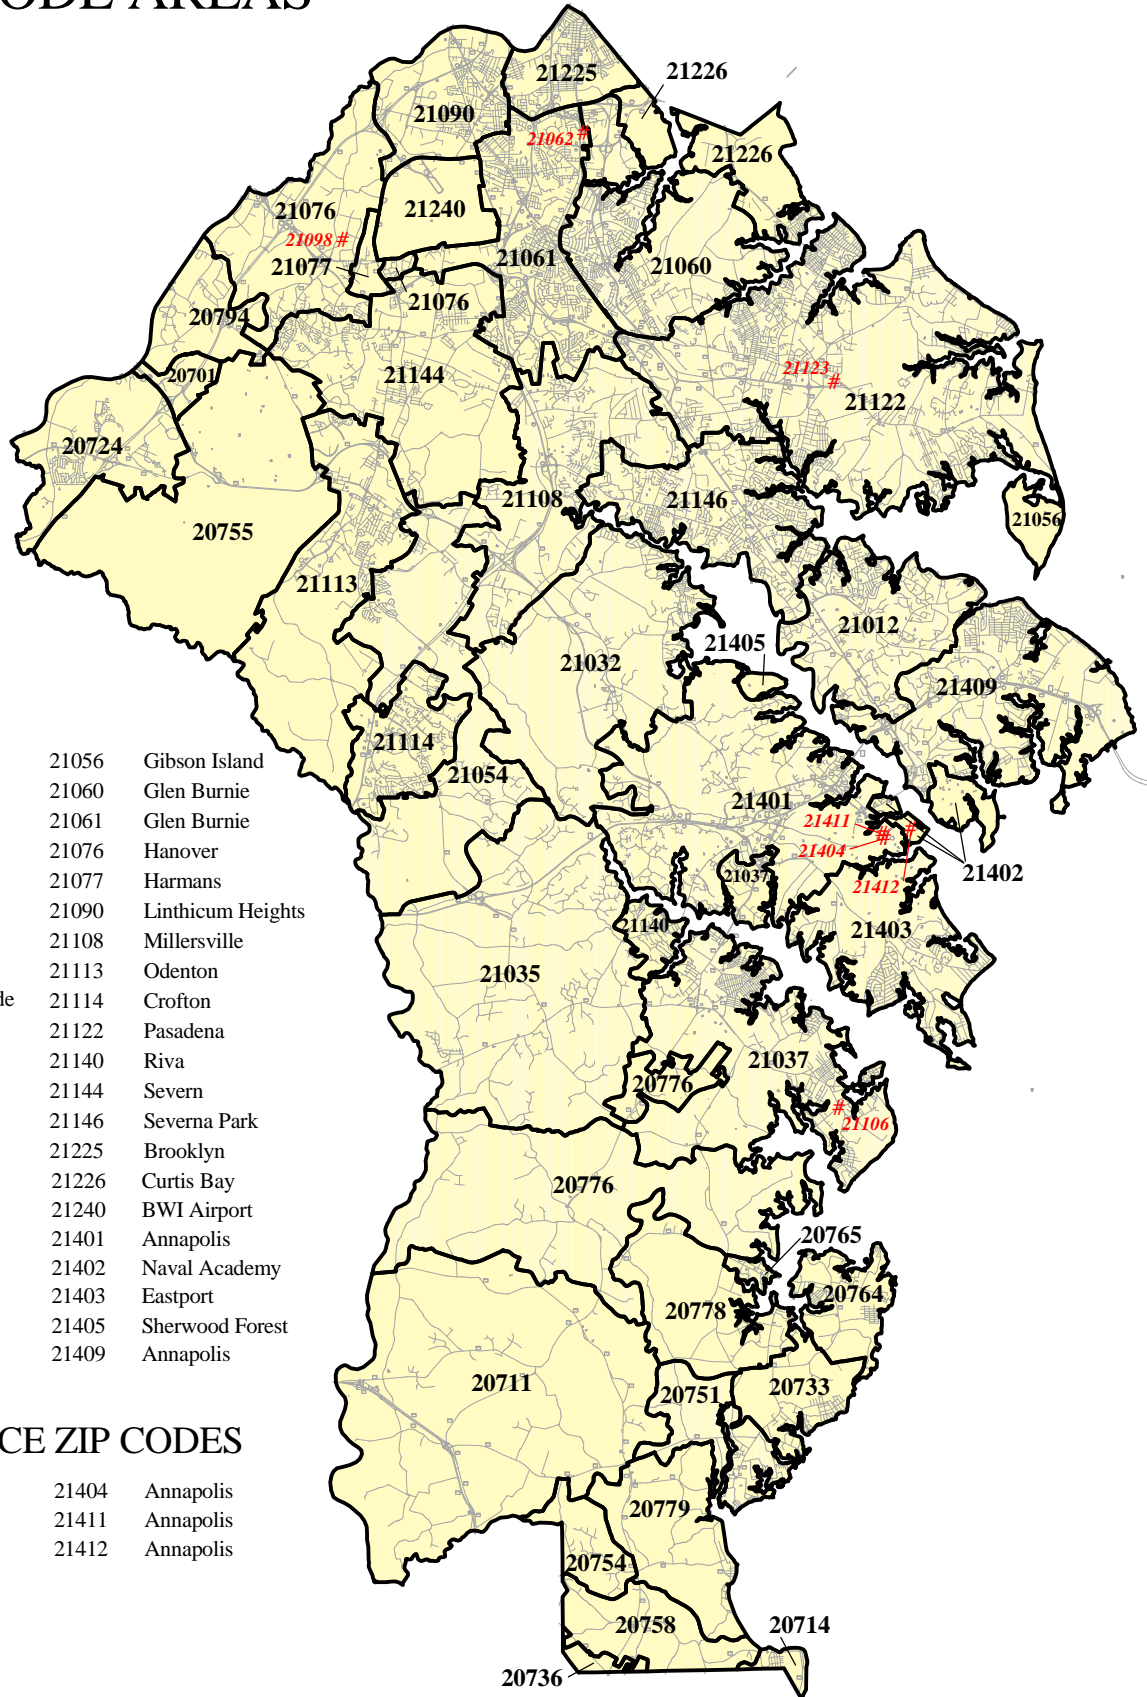 ODE AREAS
21225
21226
21090
21062 #
21226
21240
21076
21098 #
21077
21061
21060
21076
20794
20701
21144
21123
#
21122
20724
21108
21146
21056
20755
21113
21012
21405
21032
21409
21114
21054
21401
21411
#
#
21404
21402
21412
21037
21140
21403
21035
21037
20776
#
21106
20776
20765
20764
20778
20711
20751
20733
20779
20754
20758
20714
20736
21056 Gibson Island
21060 Glen Burnie
21061 Glen Burnie
21076 Hanover
21077 Harmans
21090 Linthicum Heights
21108 Millersville
21113 Odenton
de 21114 Crofton
21122 Pasadena
21140 Riva
21144 Severn
21146 Severna Park
21225 Brooklyn
21226 Curtis Bay
21240 BWI Airport
21401 Annapolis
21402 Naval Academy
21403 Eastport
21405 Sherwood Forest
21409 Annapolis
CE ZIP CODES
21404 Annapolis
21411 Annapolis
21412 Annapolis